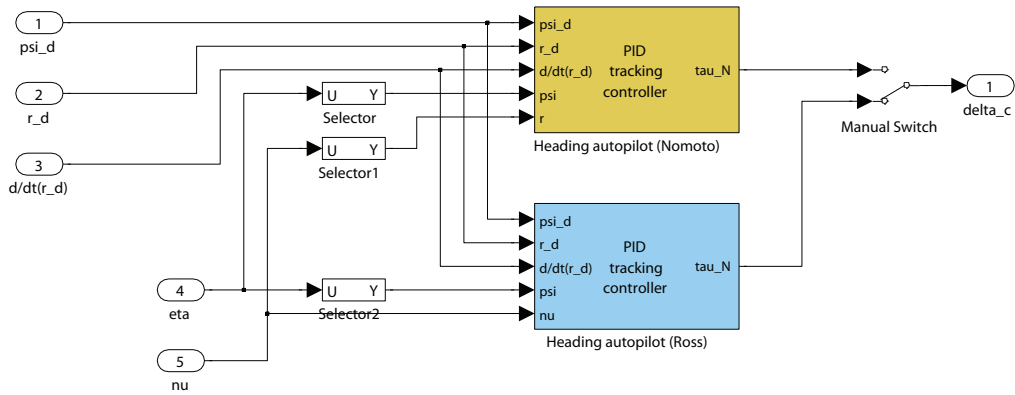 1
psi_d
2
r_d
3
d/dt(r_d)
4
eta
5
nu
U Y
Selector
U Y
Selector1
U Y
Selector2
psi_d
r_d
d/dt(r_d)
psi
r
PID
tracking
controller
tau_N
Heading autopilot (Nomoto)
psi_d
r_d
d/dt(r_d)
psi
nu
PID
tracking
controller
tau_N
Heading autopilot (Ross)
Manual Switch
1
delta_c